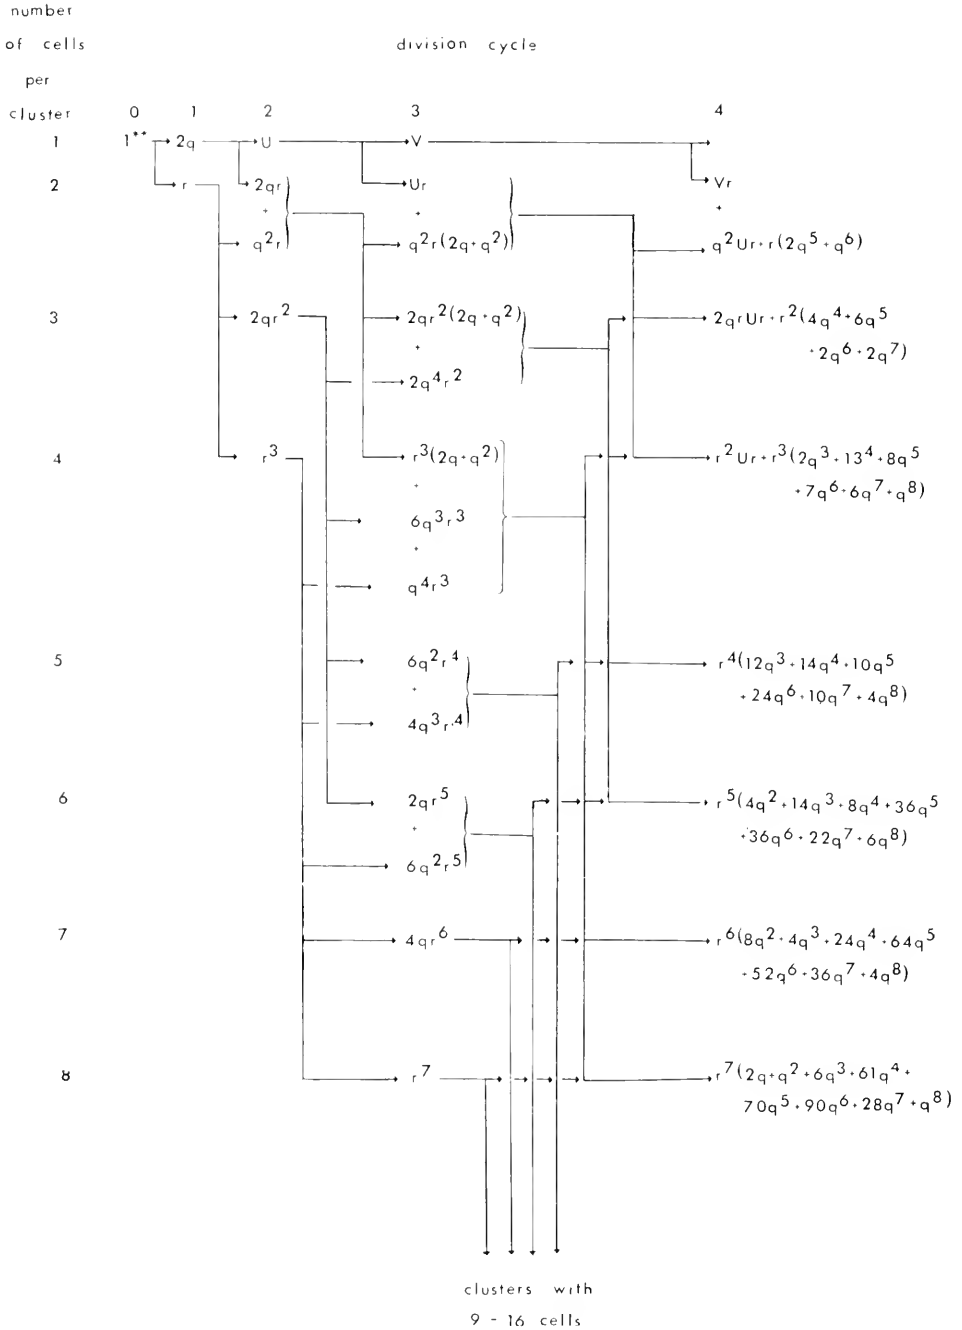 number
of cells
per
cluster
division cycle
0 1 2 3 4
1 1** 2q U V
2 r 2qr Ur Vr
+ + +
q²r q²r(2q+q²) q²Ur+r(2q⁵+q⁶)
3 2qr² 2qr²(2q+q²) 2qrUr+r²(4q⁴+6q⁵
+ +2q⁶+2q⁷)
2q⁴r²
4 r³ r³(2q+q²) r²Ur+r³(2q³+13⁴+8q⁵
+ +7q⁶+6q⁷+q⁸)
6q³r³
+
q⁴r³
5 6q²r⁴ r⁴(12q³+14q⁴+10q⁵
+ +24q⁶+10q⁷+4q⁸)
4q³r⁴
6 2qr⁵ r⁵(4q²+14q³+8q⁴+36q⁵
+ +36q⁶+22q⁷+6q⁸)
6q²r⁵
7 4qr⁶ r⁶(8q²+4q³+24q⁴+64q⁵
+52q⁶+36q⁷+4q⁸)
8 r⁷ r⁷(2q+q²+6q³+61q⁴+
70q⁵+90q⁶+28q⁷+q⁸)
clusters with
9 - 16 cells